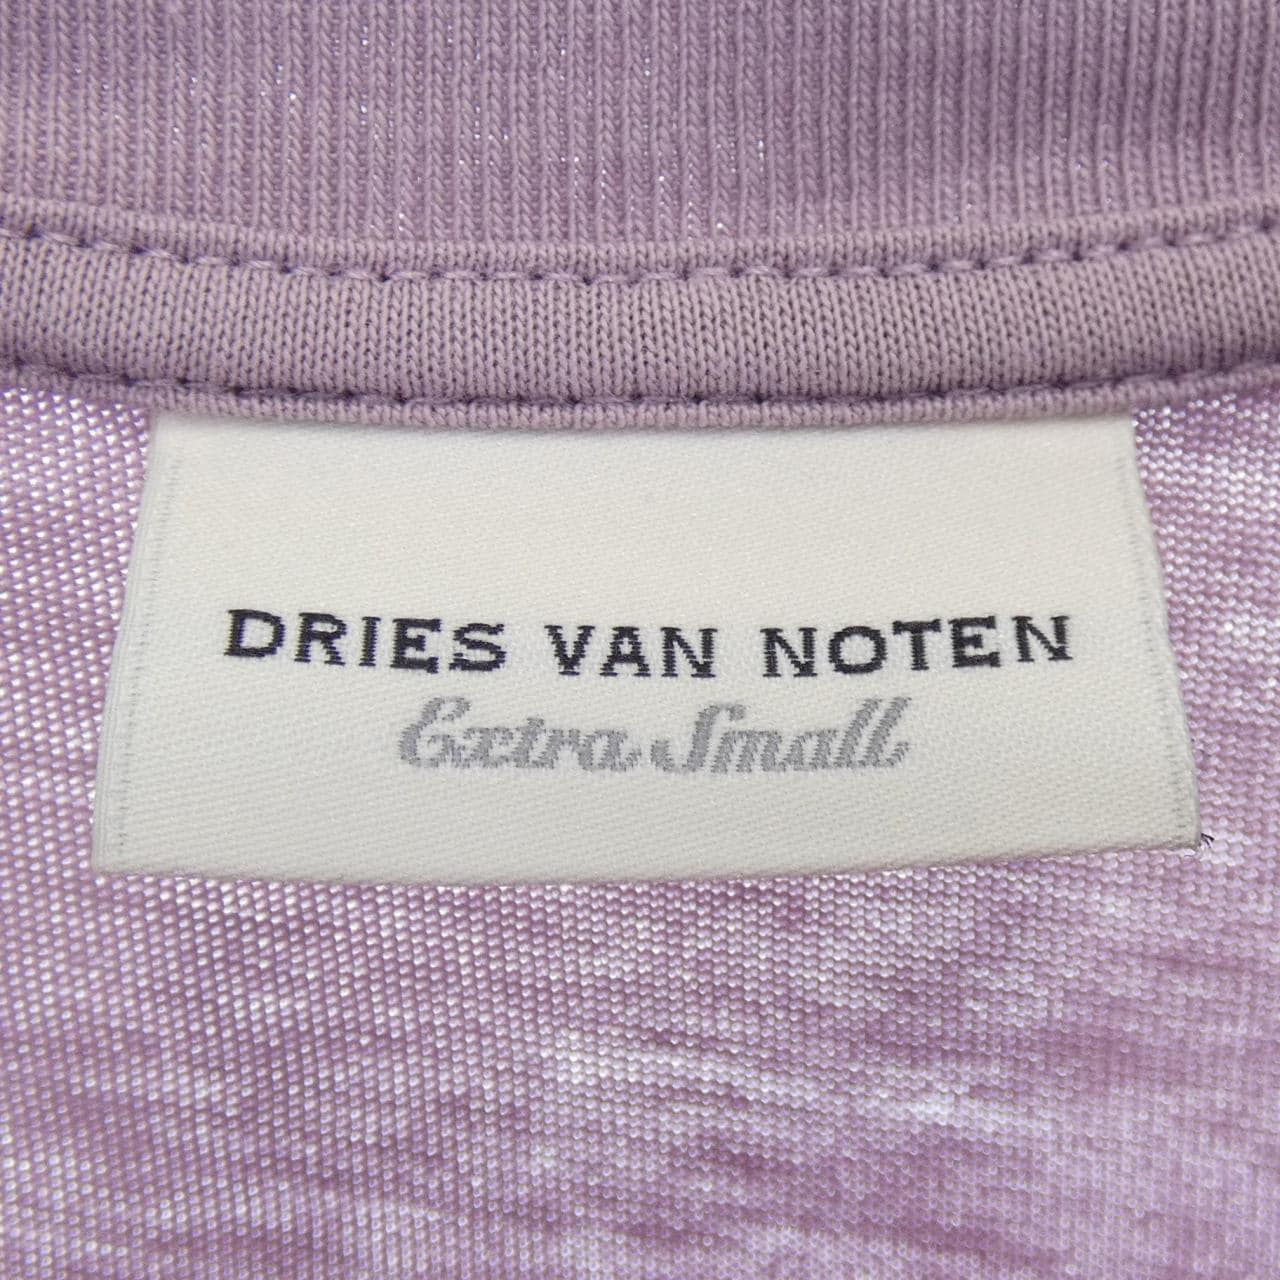 DRIES VAN NOTEN
Extra Small